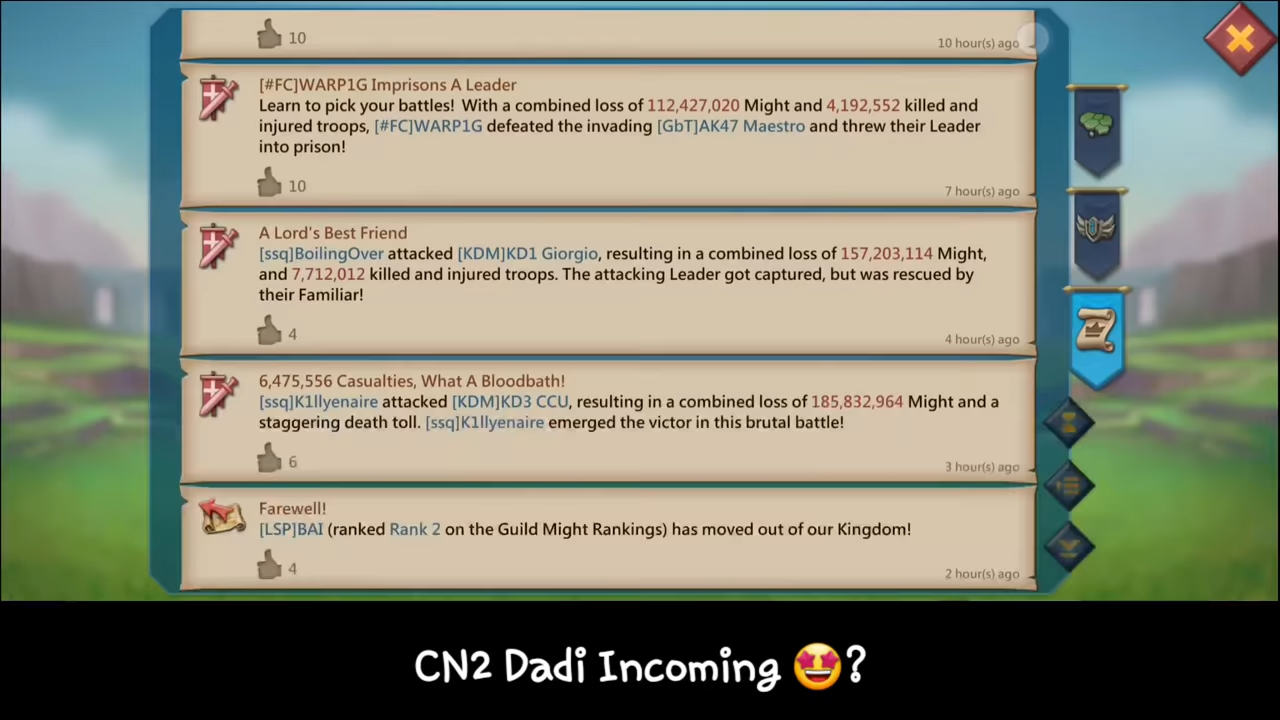 10
10 hour(s) ago
[#FC]WARP1G Imprisons A Leader
Learn to pick your battles! With a combined loss of 112,427,020 Might and 4,192,552 killed and
injured troops, [#FC]WARP1G defeated the invading [GbT]AK47 Maestro and threw their Leader
into prison!
10
7 hour(s) ago
A Lord's Best Friend
[ssq]BoilingOver attacked [KDM]KD1 Giorgio, resulting in a combined loss of 157,203,114 Might,
and 7,712,012 killed and injured troops. The attacking Leader got captured, but was rescued by
their Familiar!
4
4 hour(s) ago
6,475,556 Casualties, What A Bloodbath!
[ssq]K1llyenaire attacked [KDM]KD3 CCU, resulting in a combined loss of 185,832,964 Might and a
staggering death toll. [ssq]K1llyenaire emerged the victor in this brutal battle!
6
3 hour(s) ago
Farewell!
[LSP]BAI (ranked Rank 2 on the Guild Might Rankings) has moved out of our Kingdom!
4
2 hour(s) ago
CN2 Dadi Incoming 🤩?